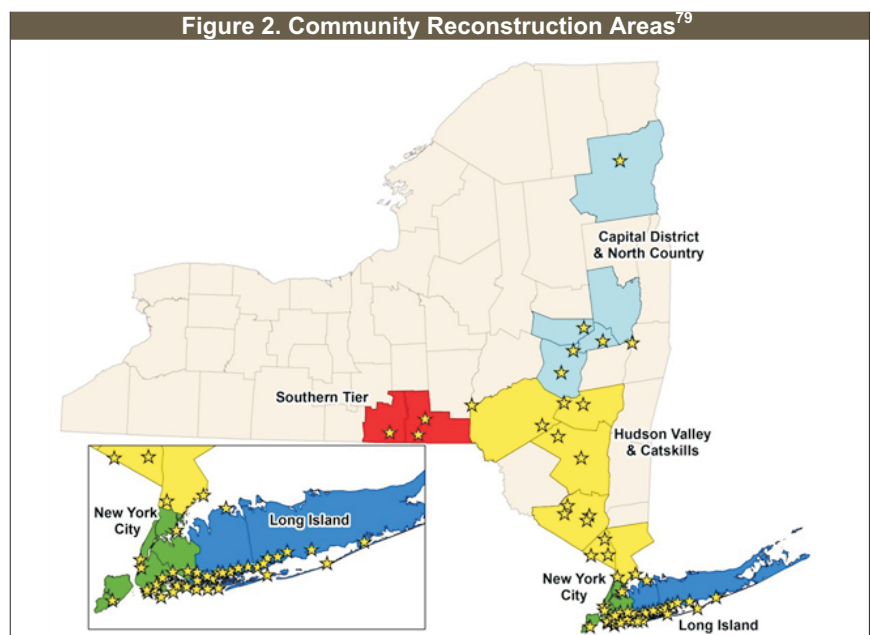 Figure 2. Community Reconstruction Areas79
Capital District
& North Country
Southern Tier
Hudson Valley
& Catskills
New York
City
Long Island
New York
City
Long Island